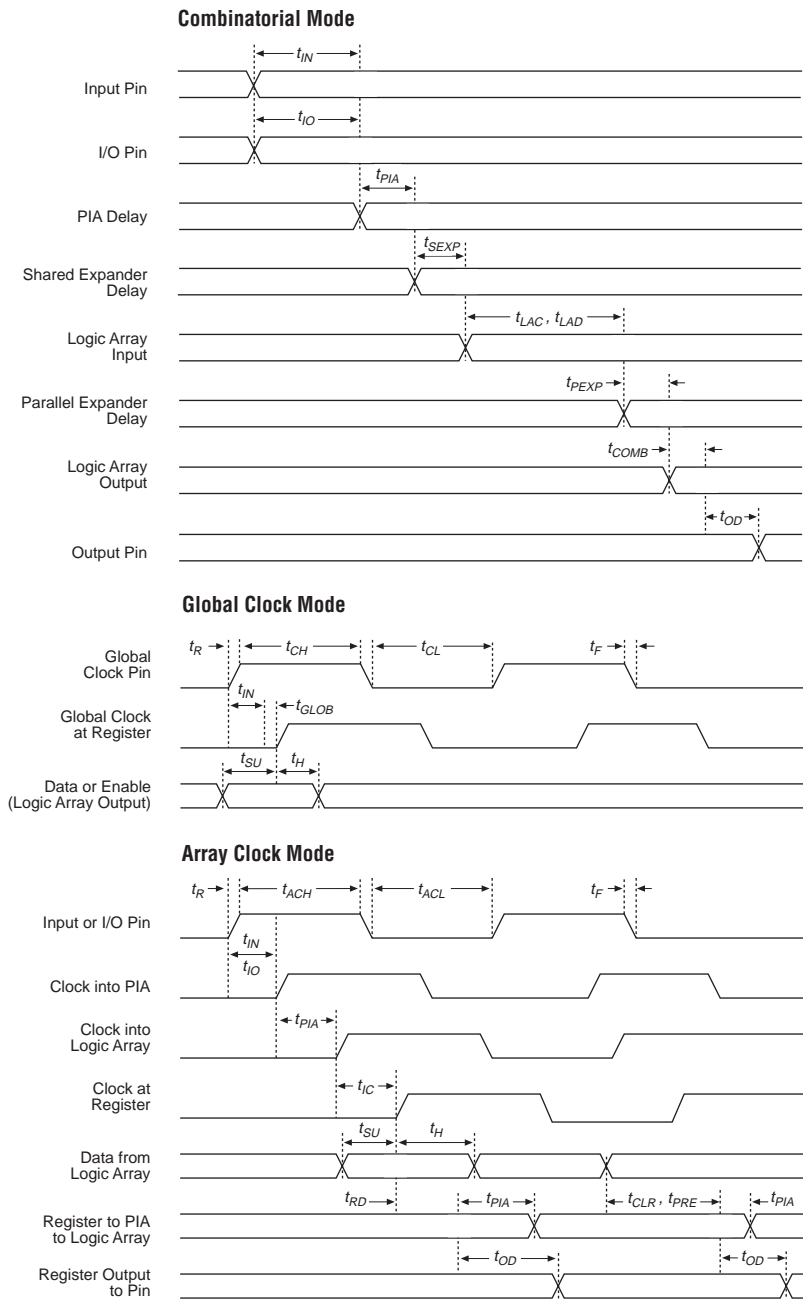 Combinatorial Mode
tIN
Input Pin
tIO
I/O Pin
tPIA
PIA Delay
tSEXP
Shared Expander
Delay
tLAC , tLAD
Logic Array
Input
tPEXP
Parallel Expander
Delay
tCOMB
Logic Array
Output
tOD
Output Pin
Global Clock Mode
tR tCH tCL tF
Global
Clock Pin
tIN tGLOB
Global Clock
at Register
tSU tH
Data or Enable
(Logic Array Output)
Array Clock Mode
tR tACH tACL tF
Input or I/O Pin
tIN
tIO
Clock into PIA
tPIA
Clock into
Logic Array
tIC
Clock at
Register
tSU tH
Data from
Logic Array
tRD tPIA tCLR , tPRE tPIA
Register to PIA
to Logic Array
tOD tOD
Register Output
to Pin